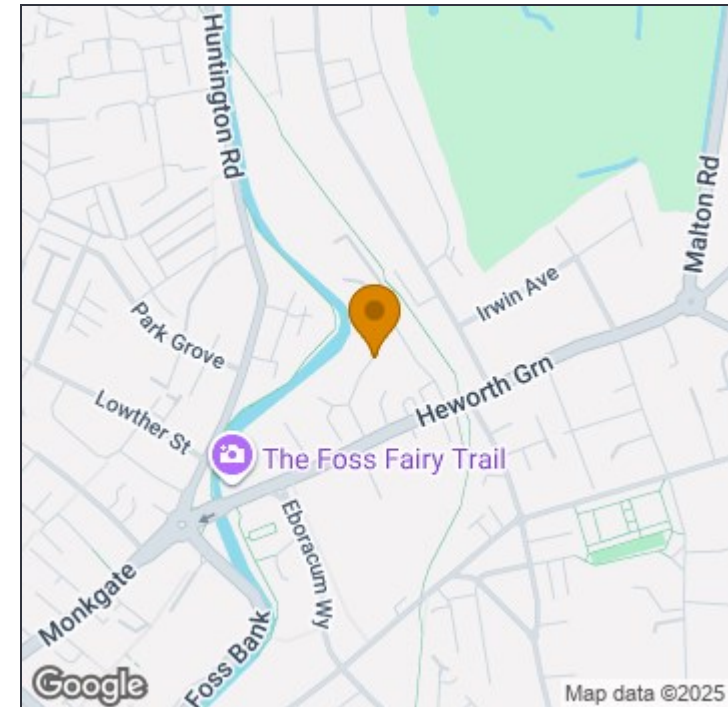 Huntington Rd
Malton Rd
Irwin Ave
Park Grove
Heworth Grn
Lowther St
The Foss Fairy Trail
Eboracum Wy
Monkgate
Foss Bank
Google
Map data ©2025